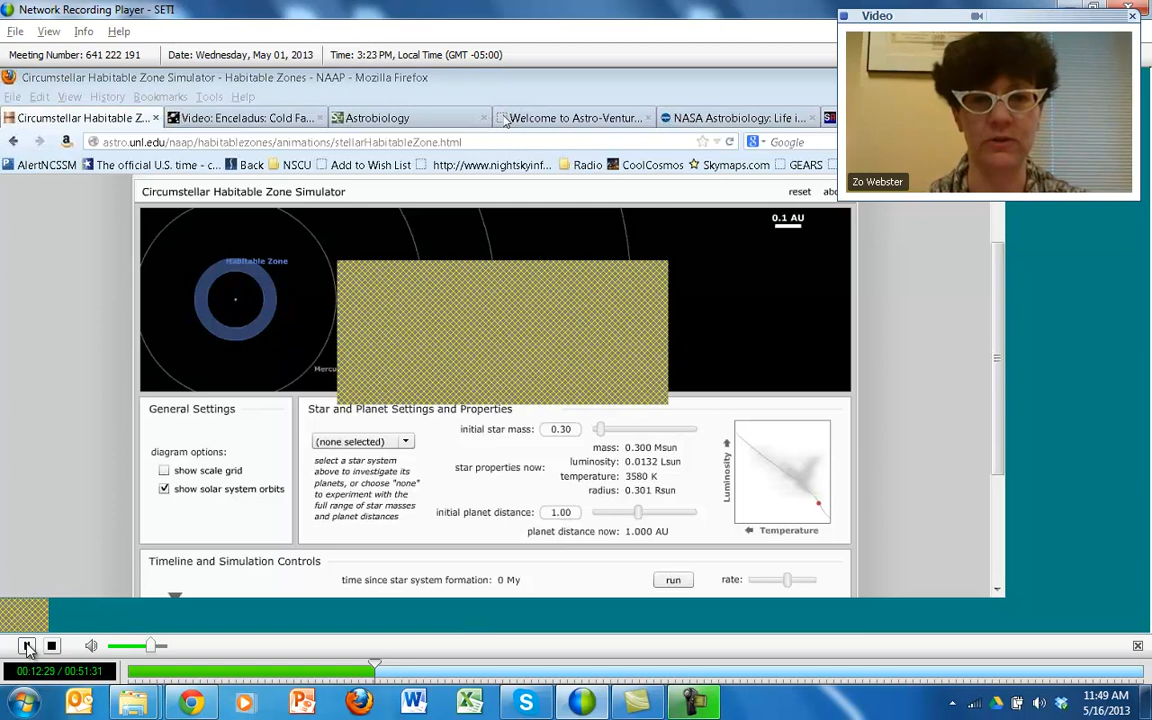 Network Recording Player - SETI
File View Info Help
Meeting Number: 641 222 191 Date: Wednesday, May 01, 2013 Time: 3:23 PM, Local Time (GMT -05:00)
Video
Zo Webster
Circumstellar Habitable Zone Simulator - Habitable Zones - NAAP - Mozilla Firefox
File Edit View History Bookmarks Tools Help
Circumstellar Habitable Z... Video: Enceladus: Cold Fa... Astrobiology Welcome to Astro-Ventur... NASA Astrobiology: Life i...
astro.unl.edu/naap/habitablezones/animations/stellarHabitableZone.html Google
AlertNCSSM The official U.S. time - c... Back NSCU Add to Wish List http://www.nightskyinf... Radio CoolCosmos Skymaps.com GEARS
Circumstellar Habitable Zone Simulator reset abo
0.1 AU
Habitable Zone
Mercu
General Settings
diagram options:
show scale grid
show solar system orbits
Star and Planet Settings and Properties
(none selected)
select a star system
above to investigate its
planets, or choose "none"
to experiment with the
full range of star masses
and planet distances
initial star mass: 0.30
star properties now:
mass: 0.300 Msun
luminosity: 0.0132 Lsun
temperature: 3580 K
radius: 0.301 Rsun
initial planet distance: 1.00
planet distance now: 1.000 AU
Luminosity
Temperature
Timeline and Simulation Controls
time since star system formation: 0 My run rate:
00:12:29 / 00:51:31
11:49 AM
5/16/2013